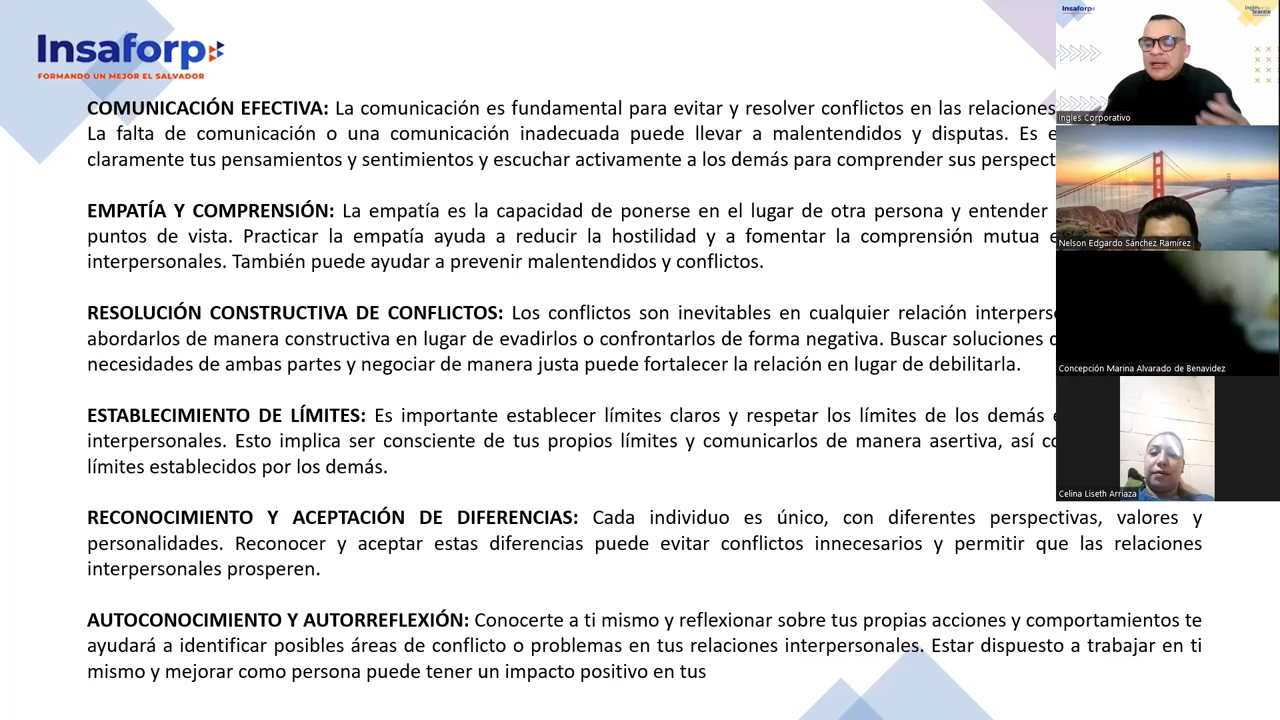 Insaforp
FORMANDO UN MEJOR EL SALVADOR
COMUNICACIÓN EFECTIVA: La comunicación es fundamental para evitar y resolver conflictos en las relaciones
La falta de comunicación o una comunicación inadecuada puede llevar a malentendidos y disputas. Es
claramente tus pensamientos y sentimientos y escuchar activamente a los demás para comprender sus
EMPATÍA Y COMPRENSIÓN: La empatía es la capacidad de ponerse en el lugar de otra persona y entender
puntos de vista. Practicar la empatía ayuda a reducir la hostilidad y a fomentar la comprensión mutua
interpersonales. También puede ayudar a prevenir malentendidos y conflictos.
RESOLUCIÓN CONSTRUCTIVA DE CONFLICTOS: Los conflictos son inevitables en cualquier relación
abordarlos de manera constructiva en lugar de evadirlos o confrontarlos de forma negativa. Buscar soluciones
necesidades de ambas partes y negociar de manera justa puede fortalecer la relación en lugar de debilitarla.
ESTABLECIMIENTO DE LÍMITES: Es importante establecer límites claros y respetar los límites de los demás
interpersonales. Esto implica ser consciente de tus propios límites y comunicarlos de manera asertiva, así
límites establecidos por los demás.
RECONOCIMIENTO Y ACEPTACIÓN DE DIFERENCIAS: Cada individuo es único, con diferentes perspectivas, valores y
personalidades. Reconocer y aceptar estas diferencias puede evitar conflictos innecesarios y permitir que las relaciones
interpersonales prosperen.
AUTOCONOCIMIENTO Y AUTORREFLEXIÓN: Conocerte a ti mismo y reflexionar sobre tus propias acciones y comportamientos te
ayudará a identificar posibles áreas de conflicto o problemas en tus relaciones interpersonales. Estar dispuesto a trabajar en ti
mismo y mejorar como persona puede tener un impacto positivo en tus
Insaforp
Ingles Corporativo
Nelson Edgardo Sánchez Ramírez
Concepción Marina Alvarado de Benavidez
Celina Liseth Arriaza